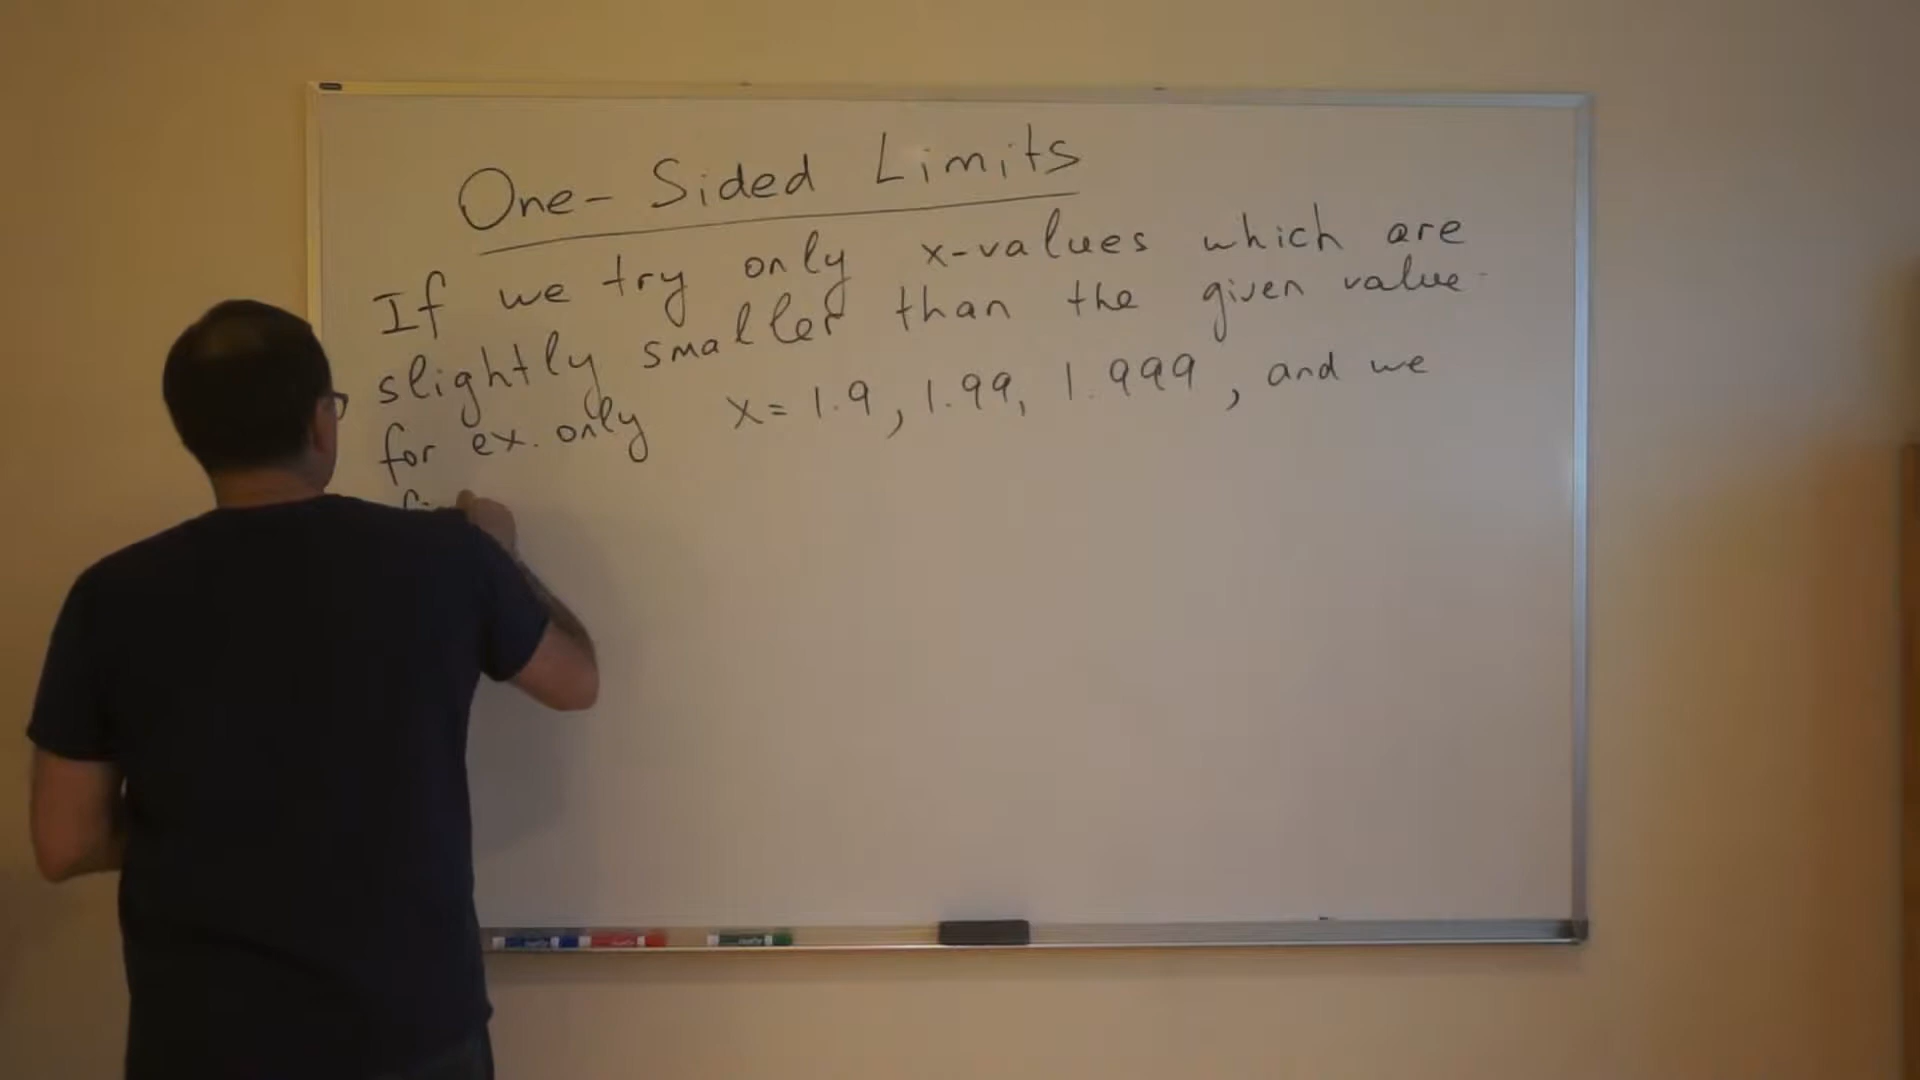 One-Sided Limits
If we try only x-values which are
slightly smaller than the given value
for ex. only x = 1.9, 1.99, 1.999, and we